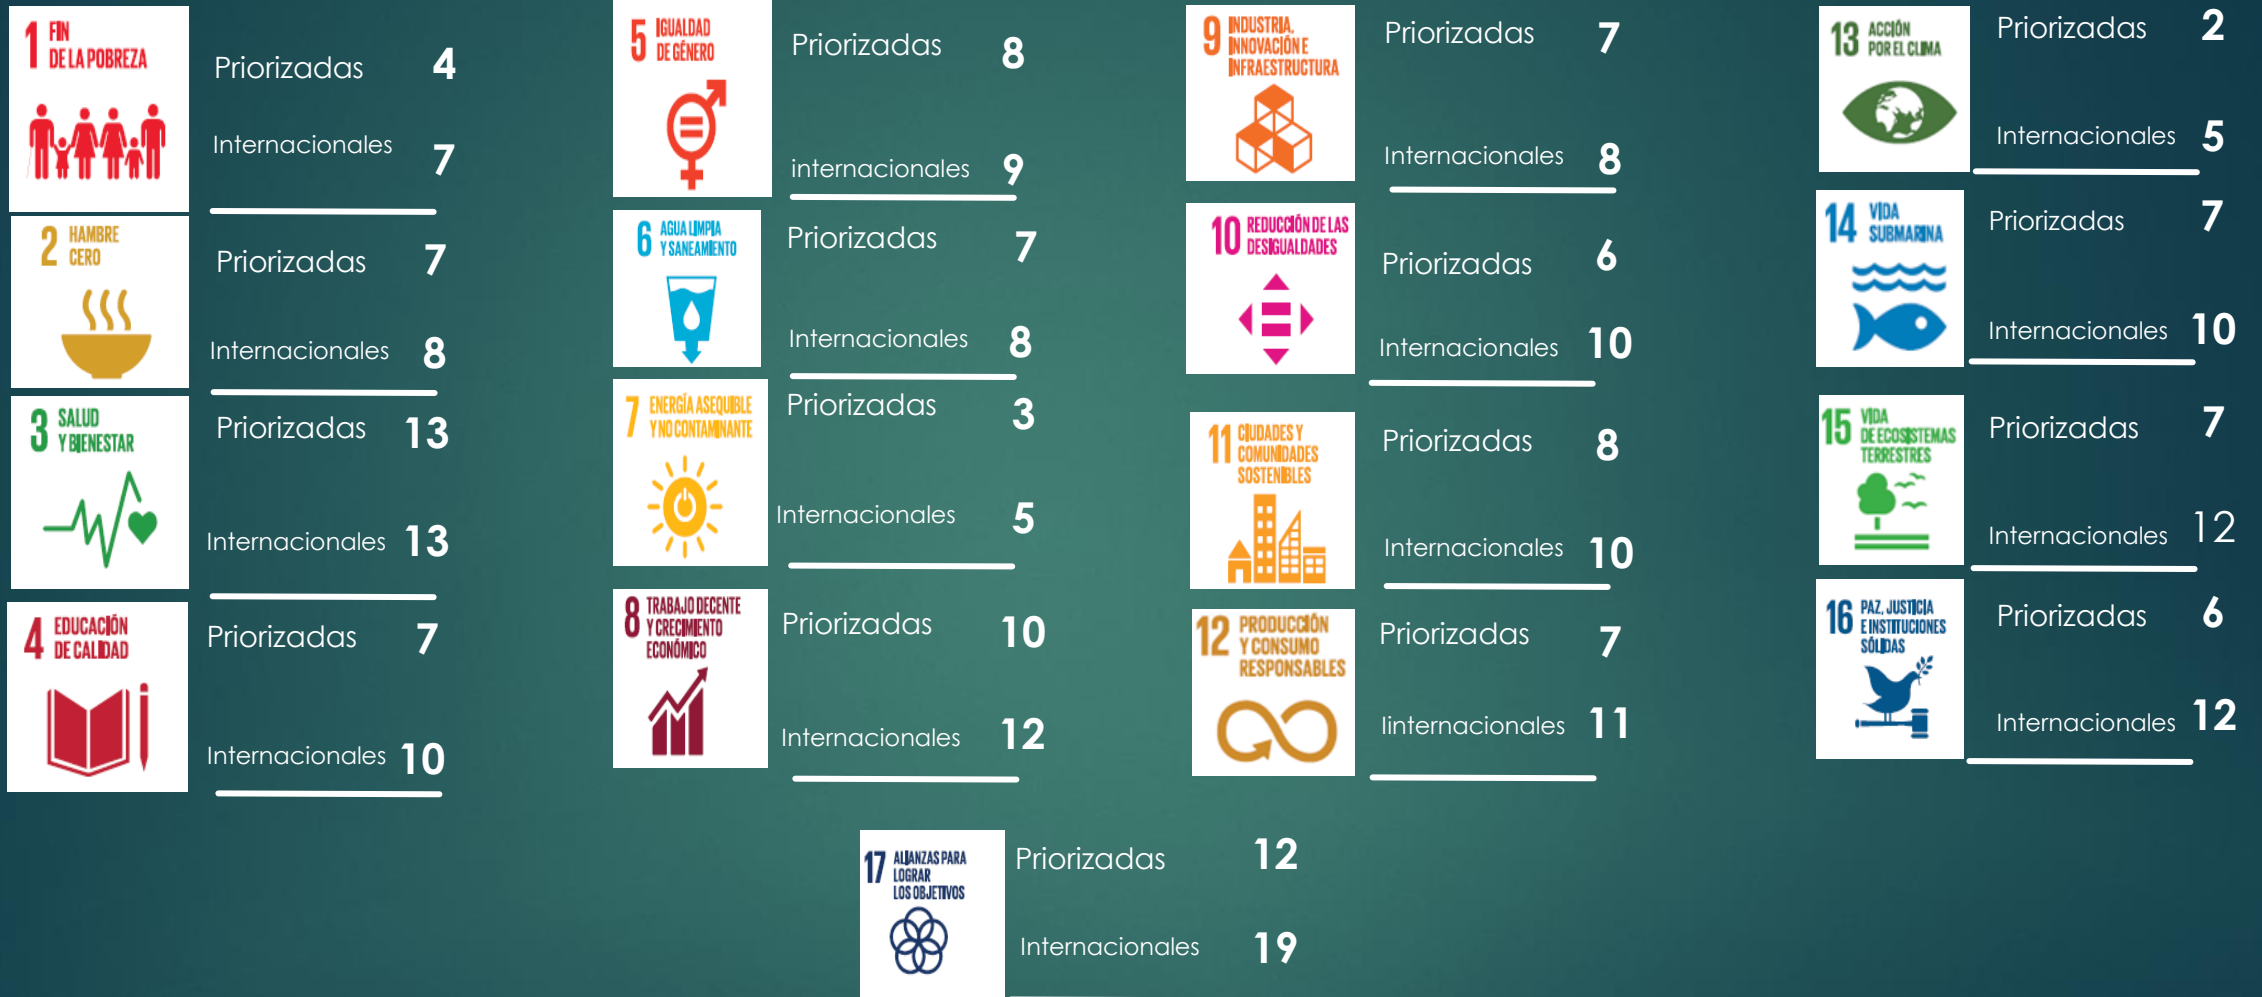 1 FIN
DE LA POBREZA
Priorizadas 4
Internacionales 7
2 HAMBRE
CERO
Priorizadas 7
Internacionales 8
3 SALUD
Y BIENESTAR
Priorizadas 13
Internacionales 13
4 EDUCACIÓN
DE CALIDAD
Priorizadas 7
Internacionales 10
5 IGUALDAD
DE GÉNERO
Priorizadas 8
internacionales 9
6 AGUA LIMPIA
Y SANEAMIENTO
Priorizadas 7
Internacionales 8
7 ENERGÍA ASEQUIBLE
Y NO CONTAMINANTE
Priorizadas 3
Internacionales 5
8 TRABAJO DECENTE
Y CRECIMIENTO
ECONÓMICO
Priorizadas 10
Internacionales 12
9 INDUSTRIA,
INNOVACIÓN E
INFRAESTRUCTURA
Priorizadas 7
Internacionales 8
10 REDUCCIÓN DE LAS
DESIGUALDADES
Priorizadas 6
Internacionales 10
11 CIUDADES Y
COMUNIDADES
SOSTENIBLES
Priorizadas 8
Internacionales 10
12 PRODUCCIÓN
Y CONSUMO
RESPONSABLES
Priorizadas 7
Iinternacionales 11
13 ACCIÓN
POR EL CLIMA
Priorizadas 2
Internacionales 5
14 VIDA
SUBMARINA
Priorizadas 7
Internacionales 10
15 VIDA
DE ECOSISTEMAS
TERRESTRES
Priorizadas 7
Internacionales 12
16 PAZ, JUSTICIA
E INSTITUCIONES
SÓLIDAS
Priorizadas 6
Internacionales 12
17 ALIANZAS PARA
LOGRAR
LOS OBJETIVOS
Priorizadas 12
Internacionales 19